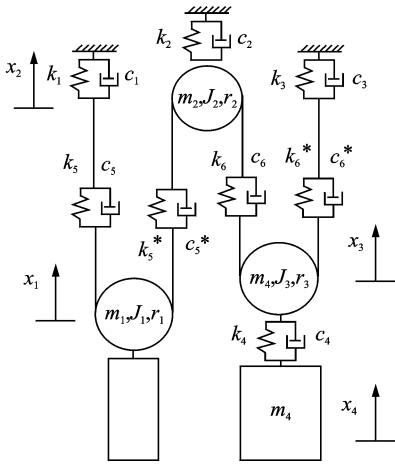 k₂ c₂
x₂ k₁ c₁ k₃ c₃
m₂,J₂,r₂
k₅ c₅ k₆ c₆ k₆* c₆*
k₅* c₅*
x₁ x₃
m₁,J₁,r₁ m₄,J₃,r₃
k₄ c₄
m₄ x₄